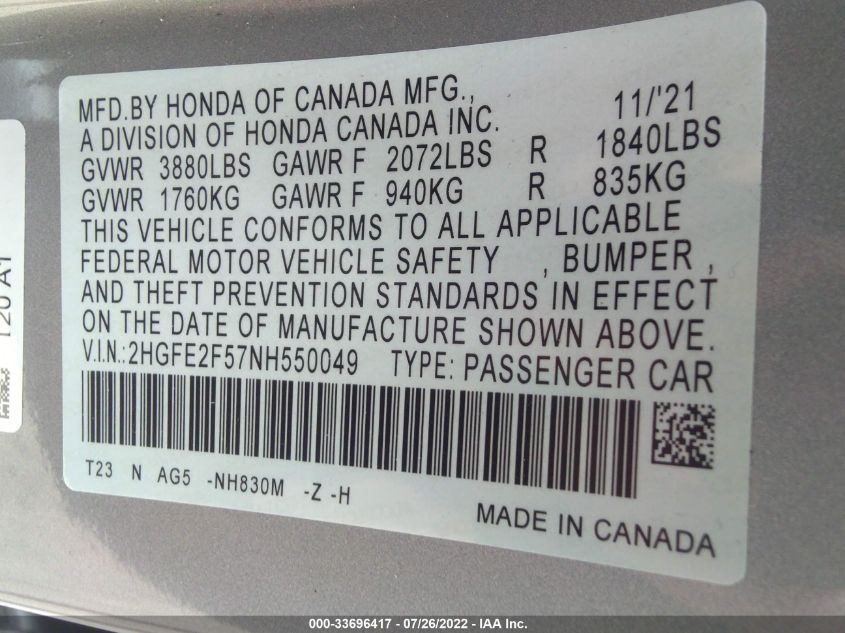 MFD.BY HONDA OF CANADA MFG., 11/'21
A DIVISION OF HONDA CANADA INC.
GVWR 3880LBS GAWR F 2072LBS R 1840LBS
GVWR 1760KG GAWR F 940KG R 835KG
THIS VEHICLE CONFORMS TO ALL APPLICABLE
FEDERAL MOTOR VEHICLE SAFETY , BUMPER ,
AND THEFT PREVENTION STANDARDS IN EFFECT
ON THE DATE OF MANUFACTURE SHOWN ABOVE.
V.I.N.:2HGFE2F57NH550049 TYPE: PASSENGER CAR
T23 N AG5 -NH830M -Z -H
MADE IN CANADA
T20 A1
000-33696417 - 07/26/2022 - IAA Inc.